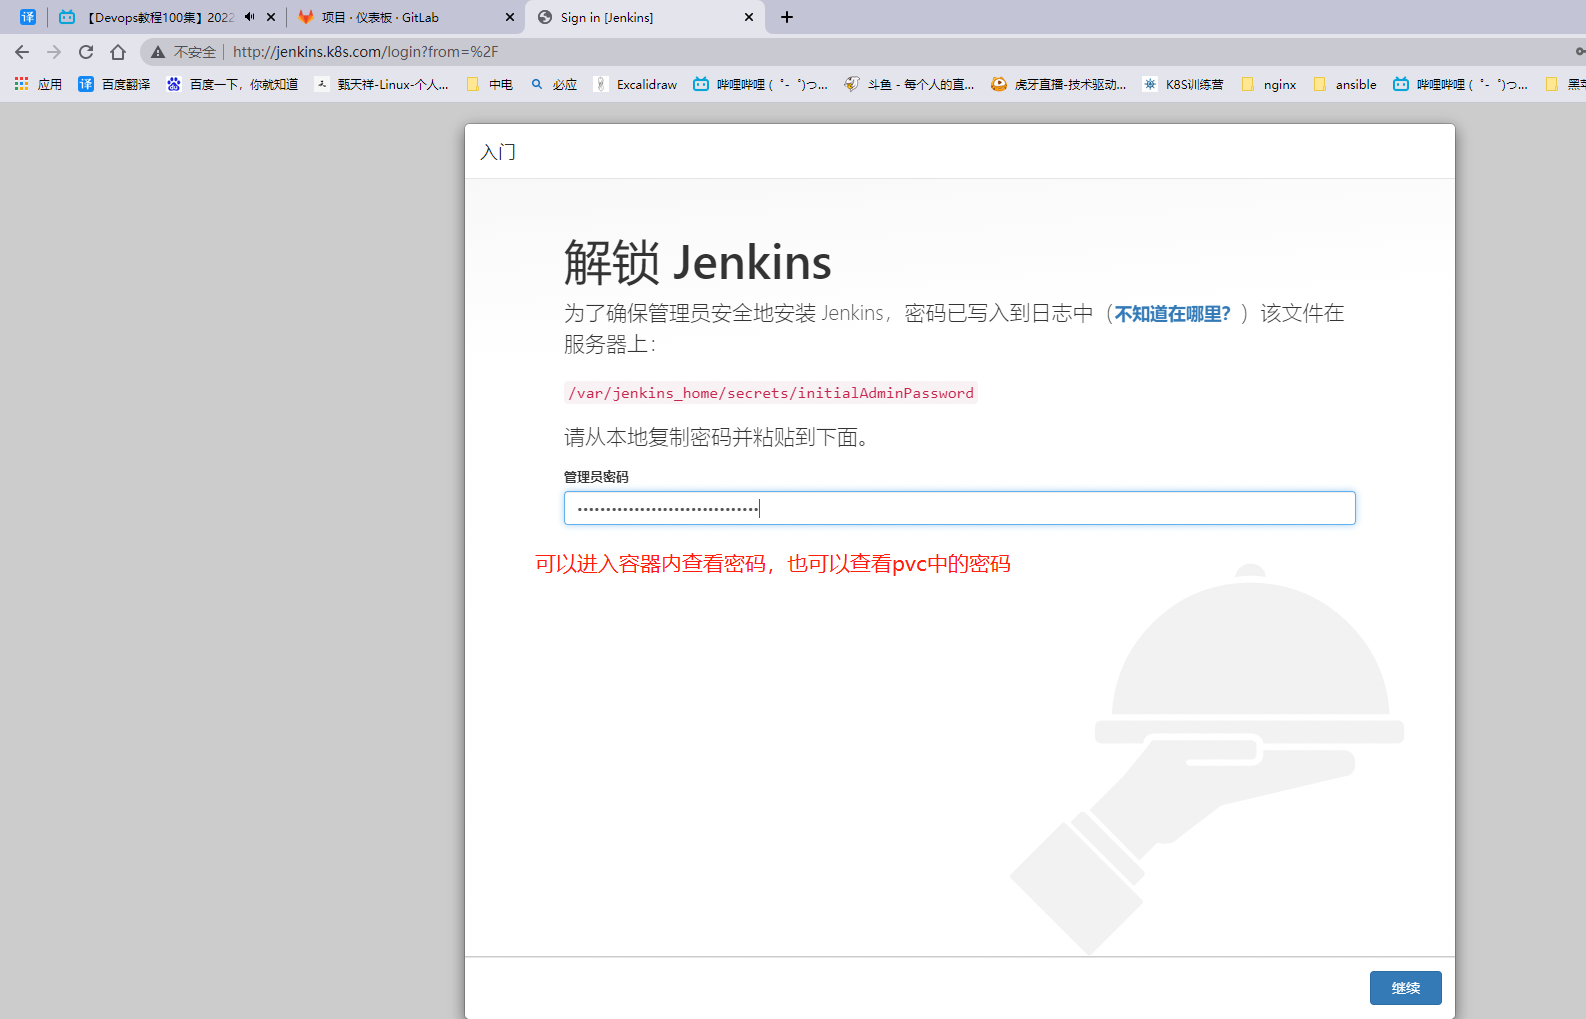 译
【Devops教程100集】2022
项目 · 仪表板 · GitLab
Sign in [Jenkins]
不安全
http://jenkins.k8s.com/login?from=%2F
应用
译 百度翻译
百度一下，你就知道
甄天祥-Linux-个人...
中电
必应
Excalidraw
哔哩哔哩 (゜-゜)つ...
斗鱼 - 每个人的直...
虎牙直播-技术驱动...
K8S训练营
nginx
ansible
哔哩哔哩 (゜-゜)つ...
入门
解锁 Jenkins
为了确保管理员安全地安装 Jenkins，密码已写入到日志中（不知道在哪里？）该文件在
服务器上：
/var/jenkins_home/secrets/initialAdminPassword
请从本地复制密码并粘贴到下面。
管理员密码
可以进入容器内查看密码，也可以查看pvc中的密码
继续